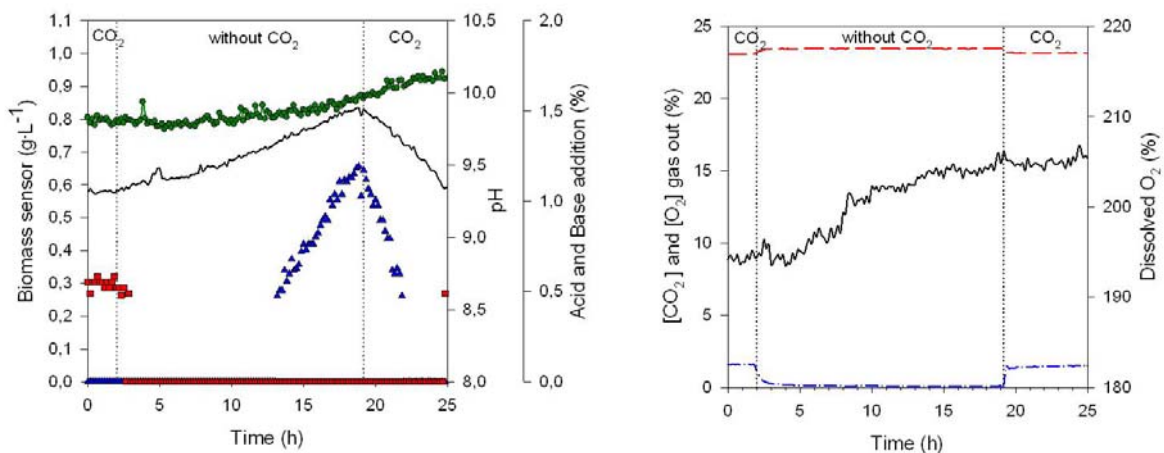 CO2
without CO2
CO2
1,1
1,0
0,9
0,8
0,7
0,6
0,5
0,4
0,3
0,2
0,1
0,0
Biomass sensor (g·L-1)
10,5
10,0
9,5
9,0
8,5
8,0
pH
2.0
1,5
1,0
0,5
0,0
Acid and Base addition (%)
0 5 10 15 20 25
Time (h)
CO2
without CO2
CO2
25
20
15
10
5
0
[CO2] and [O2] gas out (%)
220
210
200
190
180
Dissolved O2 (%)
0 5 10 15 20 25
Time (h)